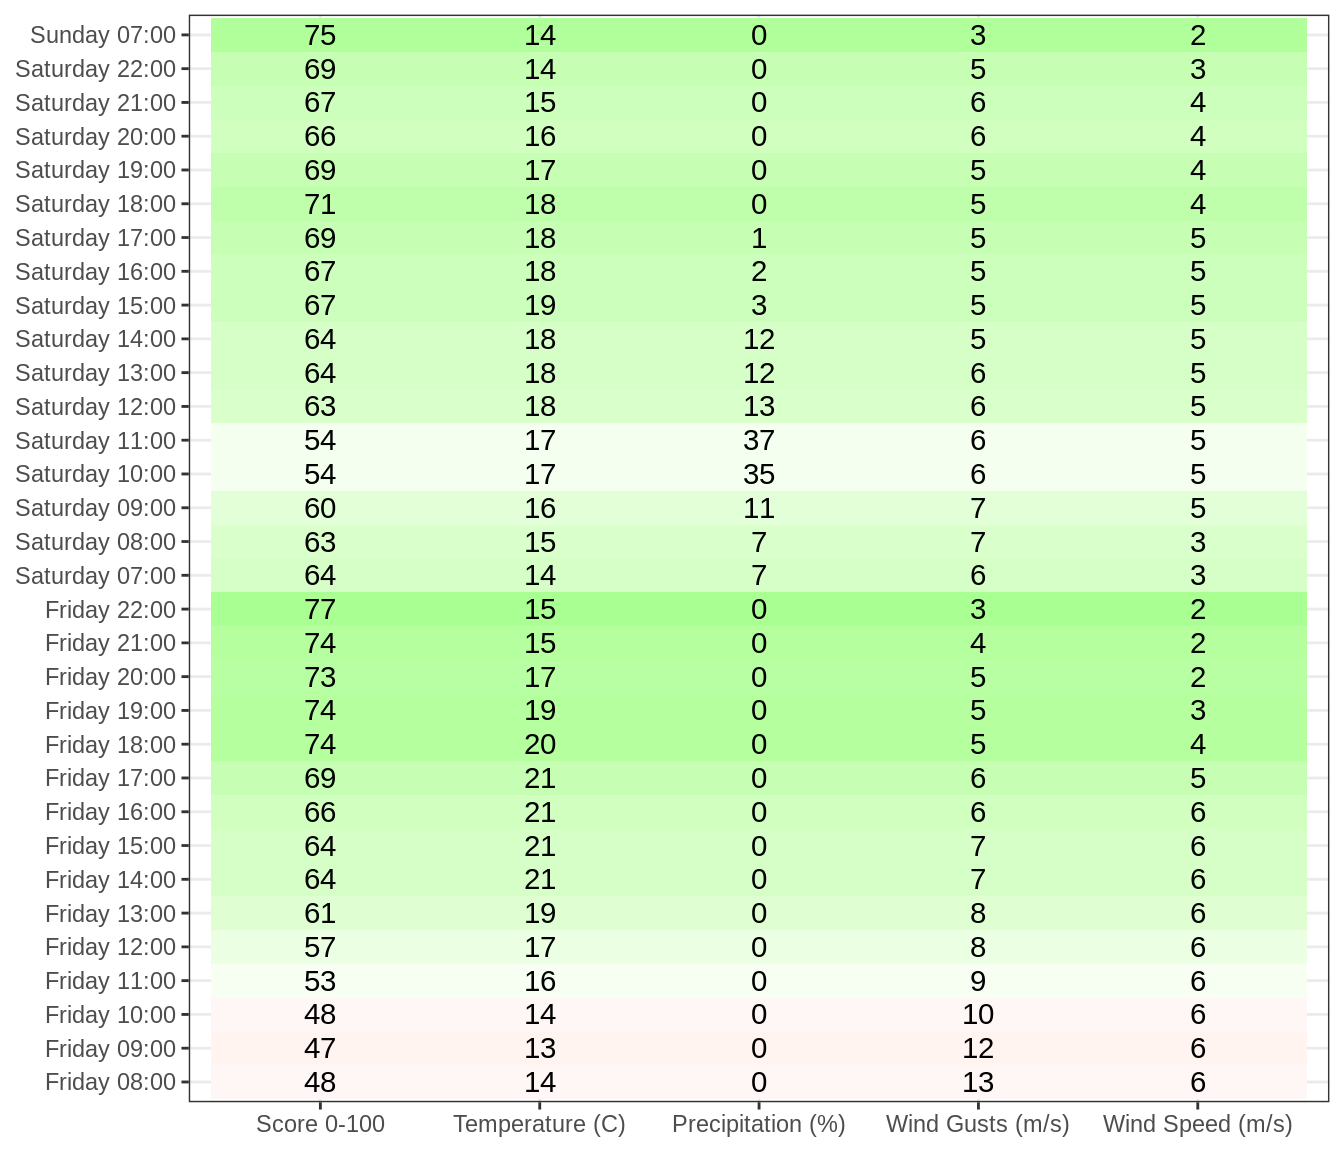 Sunday 07:00 75 14 0 3 2
Saturday 22:00 69 14 0 5 3
Saturday 21:00 67 15 0 6 4
Saturday 20:00 66 16 0 6 4
Saturday 19:00 69 17 0 5 4
Saturday 18:00 71 18 0 5 4
Saturday 17:00 69 18 1 5 5
Saturday 16:00 67 18 2 5 5
Saturday 15:00 67 19 3 5 5
Saturday 14:00 64 18 12 5 5
Saturday 13:00 64 18 12 6 5
Saturday 12:00 63 18 13 6 5
Saturday 11:00 54 17 37 6 5
Saturday 10:00 54 17 35 6 5
Saturday 09:00 60 16 11 7 5
Saturday 08:00 63 15 7 7 3
Saturday 07:00 64 14 7 6 3
Friday 22:00 77 15 0 3 2
Friday 21:00 74 15 0 4 2
Friday 20:00 73 17 0 5 2
Friday 19:00 74 19 0 5 3
Friday 18:00 74 20 0 5 4
Friday 17:00 69 21 0 6 5
Friday 16:00 66 21 0 6 6
Friday 15:00 64 21 0 7 6
Friday 14:00 64 21 0 7 6
Friday 13:00 61 19 0 8 6
Friday 12:00 57 17 0 8 6
Friday 11:00 53 16 0 9 6
Friday 10:00 48 14 0 10 6
Friday 09:00 47 13 0 12 6
Friday 08:00 48 14 0 13 6
Score 0-100 Temperature (C) Precipitation (%) Wind Gusts (m/s) Wind Speed (m/s)